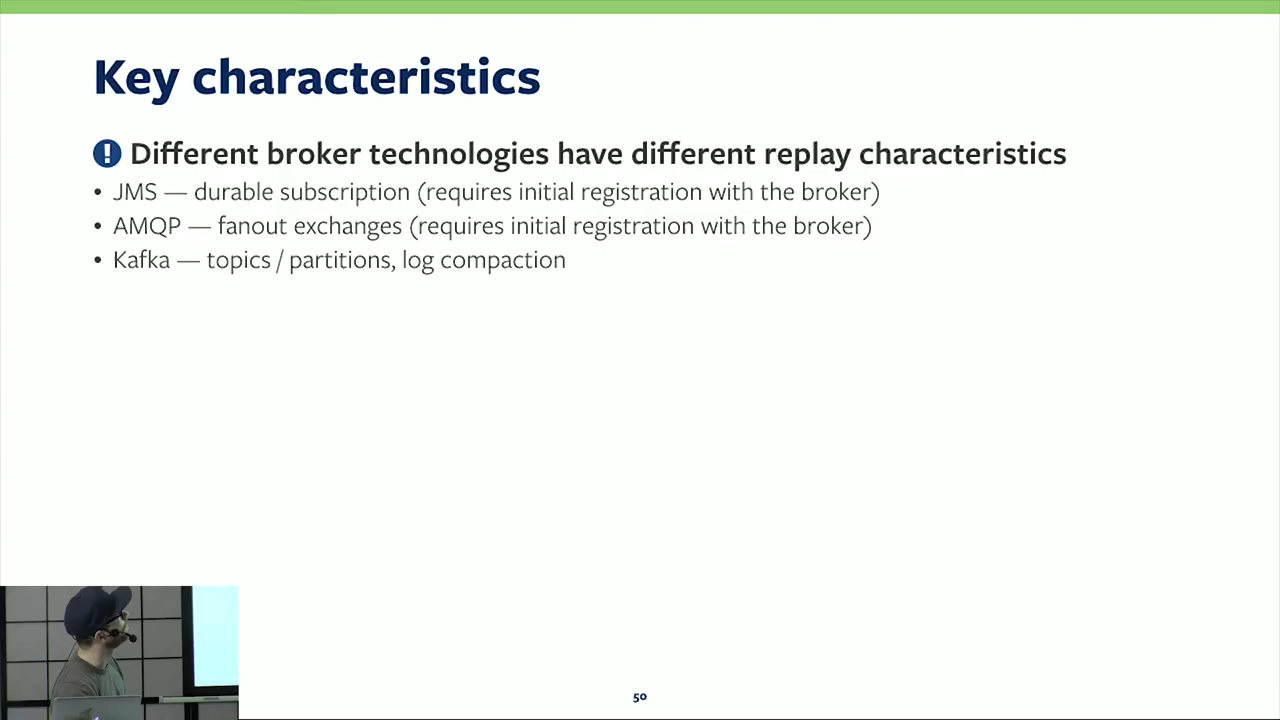 Key characteristics
Different broker technologies have different replay characteristics
• JMS — durable subscription (requires initial registration with the broker)
• AMQP — fanout exchanges (requires initial registration with the broker)
• Kafka — topics / partitions, log compaction
50